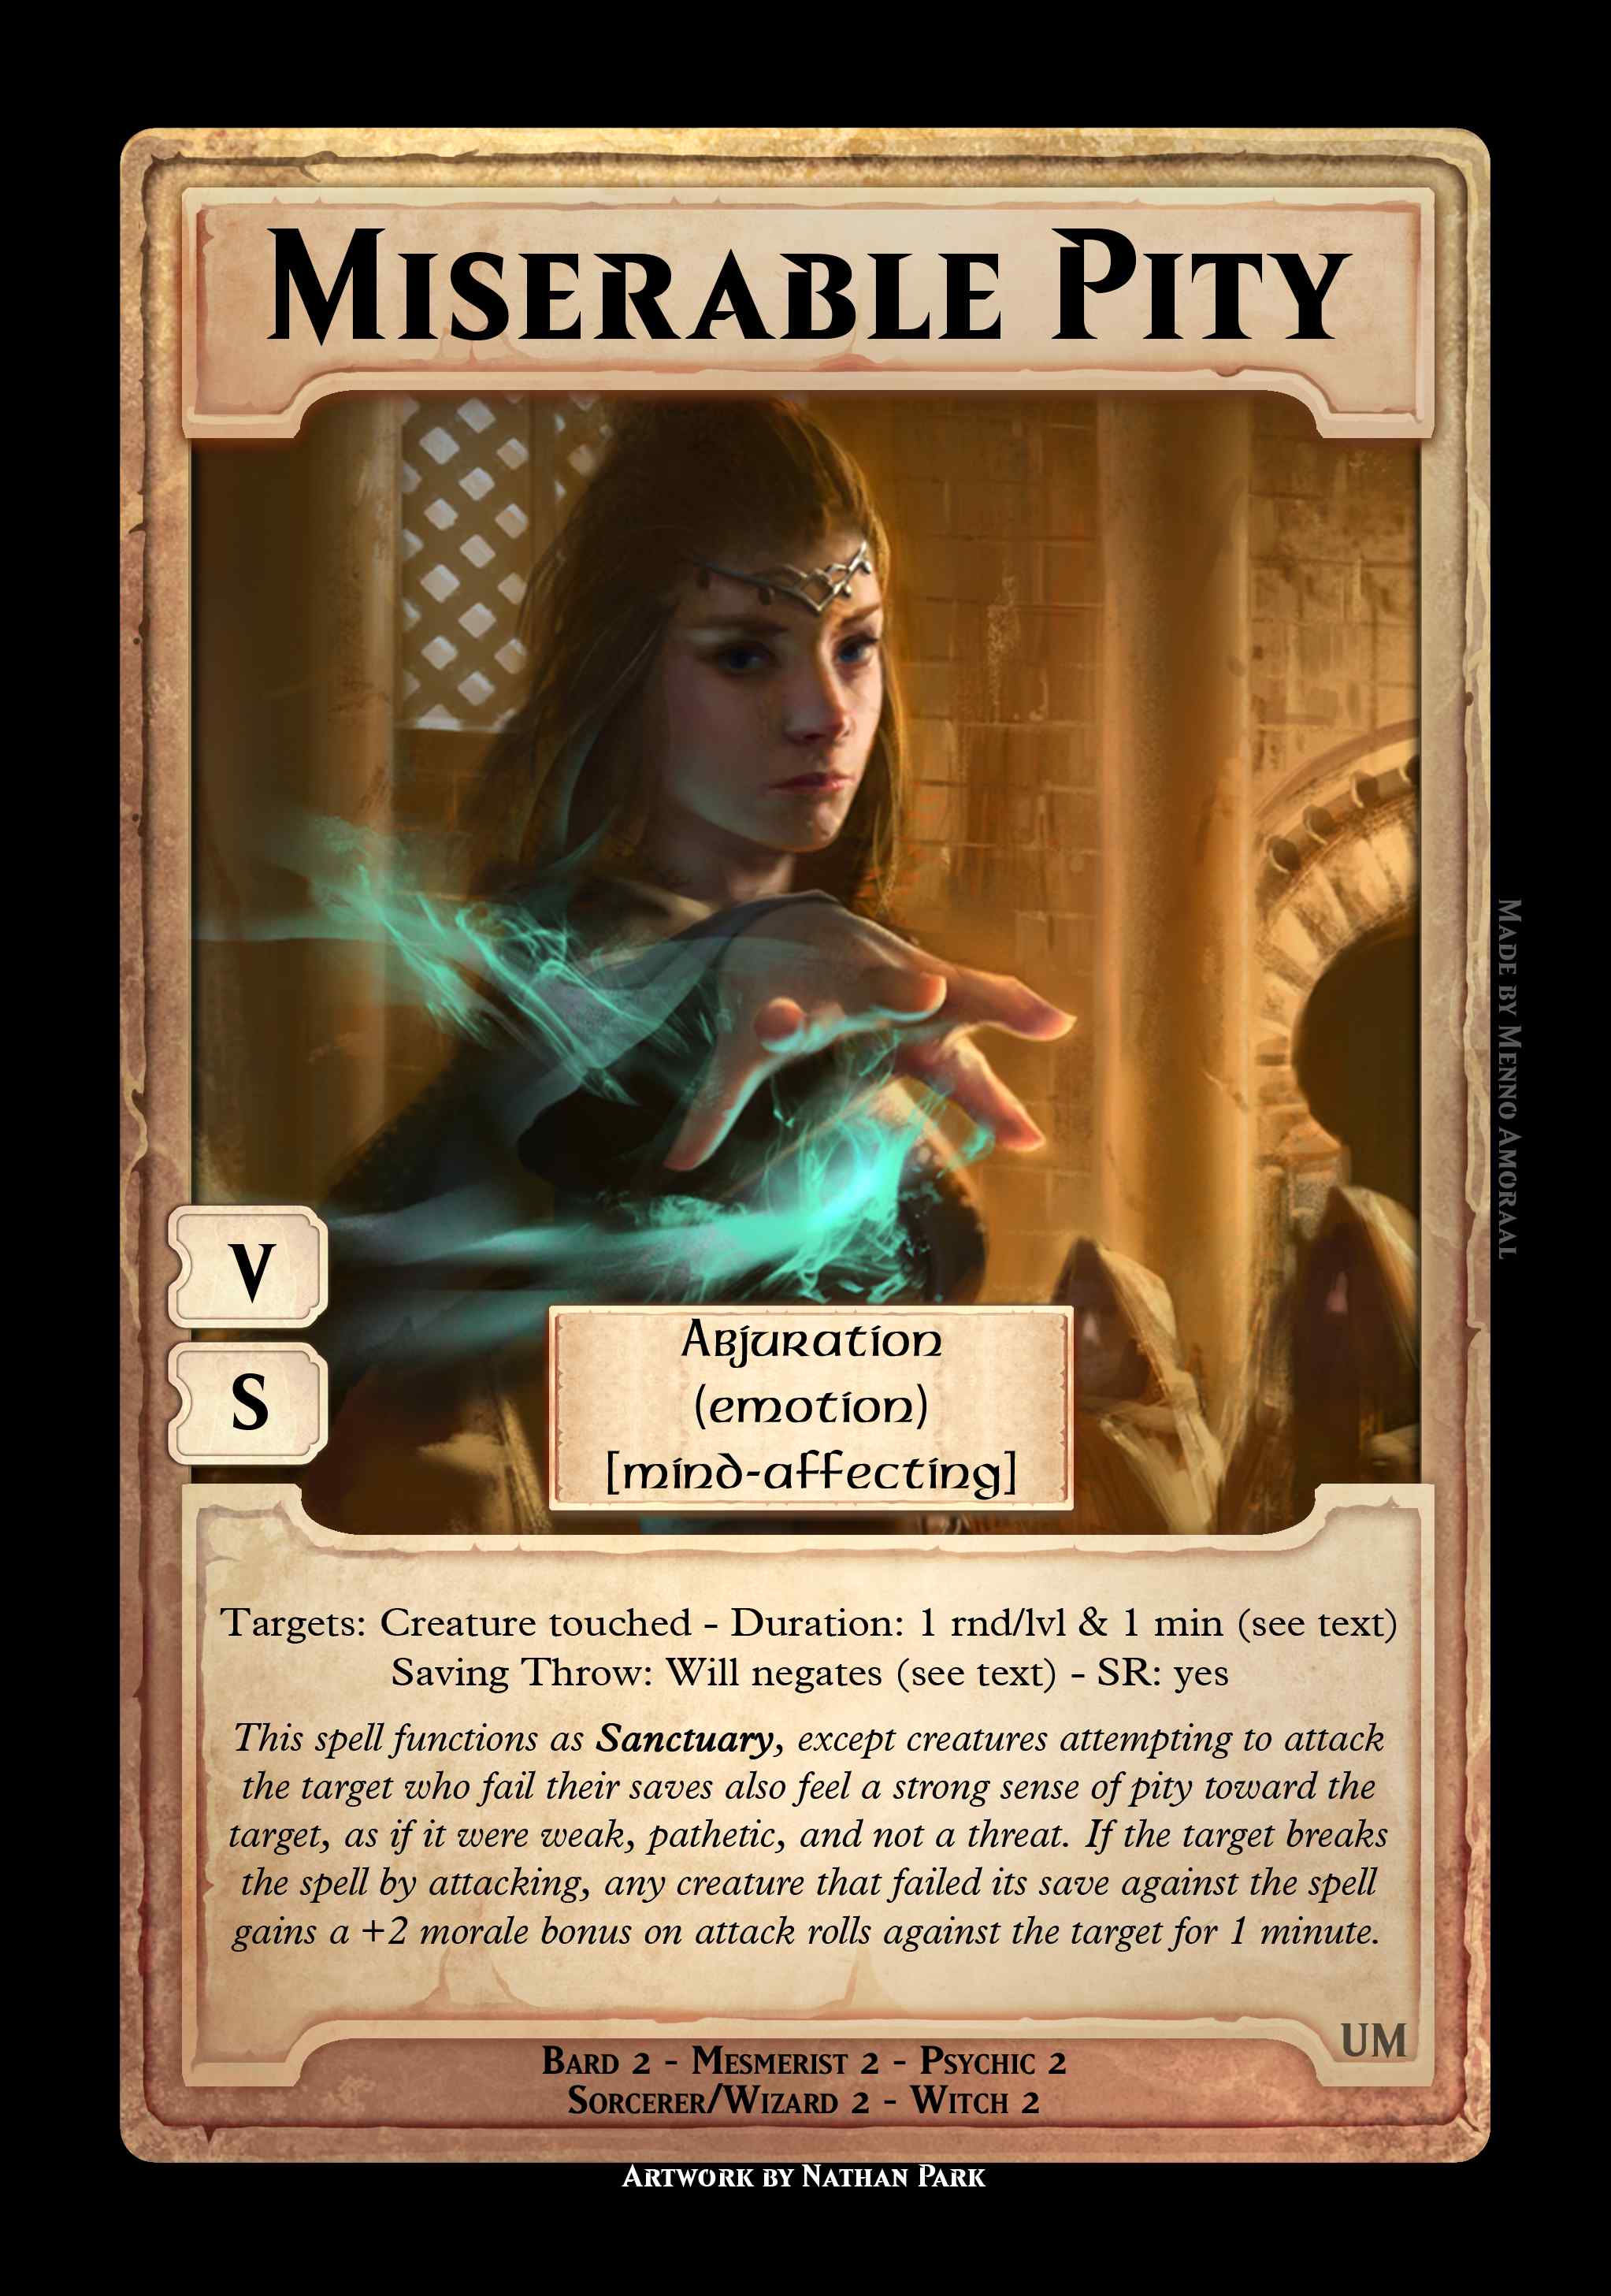 Miserable Pity
V
S
Abjuration
(emotion)
[mind-affecting]
Targets: Creature touched - Duration: 1 rnd/lvl & 1 min (see text)
Saving Throw: Will negates (see text) - SR: yes
This spell functions as Sanctuary, except creatures attempting to attack
the target who fail their saves also feel a strong sense of pity toward the
target, as if it were weak, pathetic, and not a threat. If the target breaks
the spell by attacking, any creature that failed its save against the spell
gains a +2 morale bonus on attack rolls against the target for 1 minute.
UM
Bard 2 - Mesmerist 2 - Psychic 2
Sorcerer/Wizard 2 - Witch 2
Artwork by Nathan Park
Made by Menno Amoraal